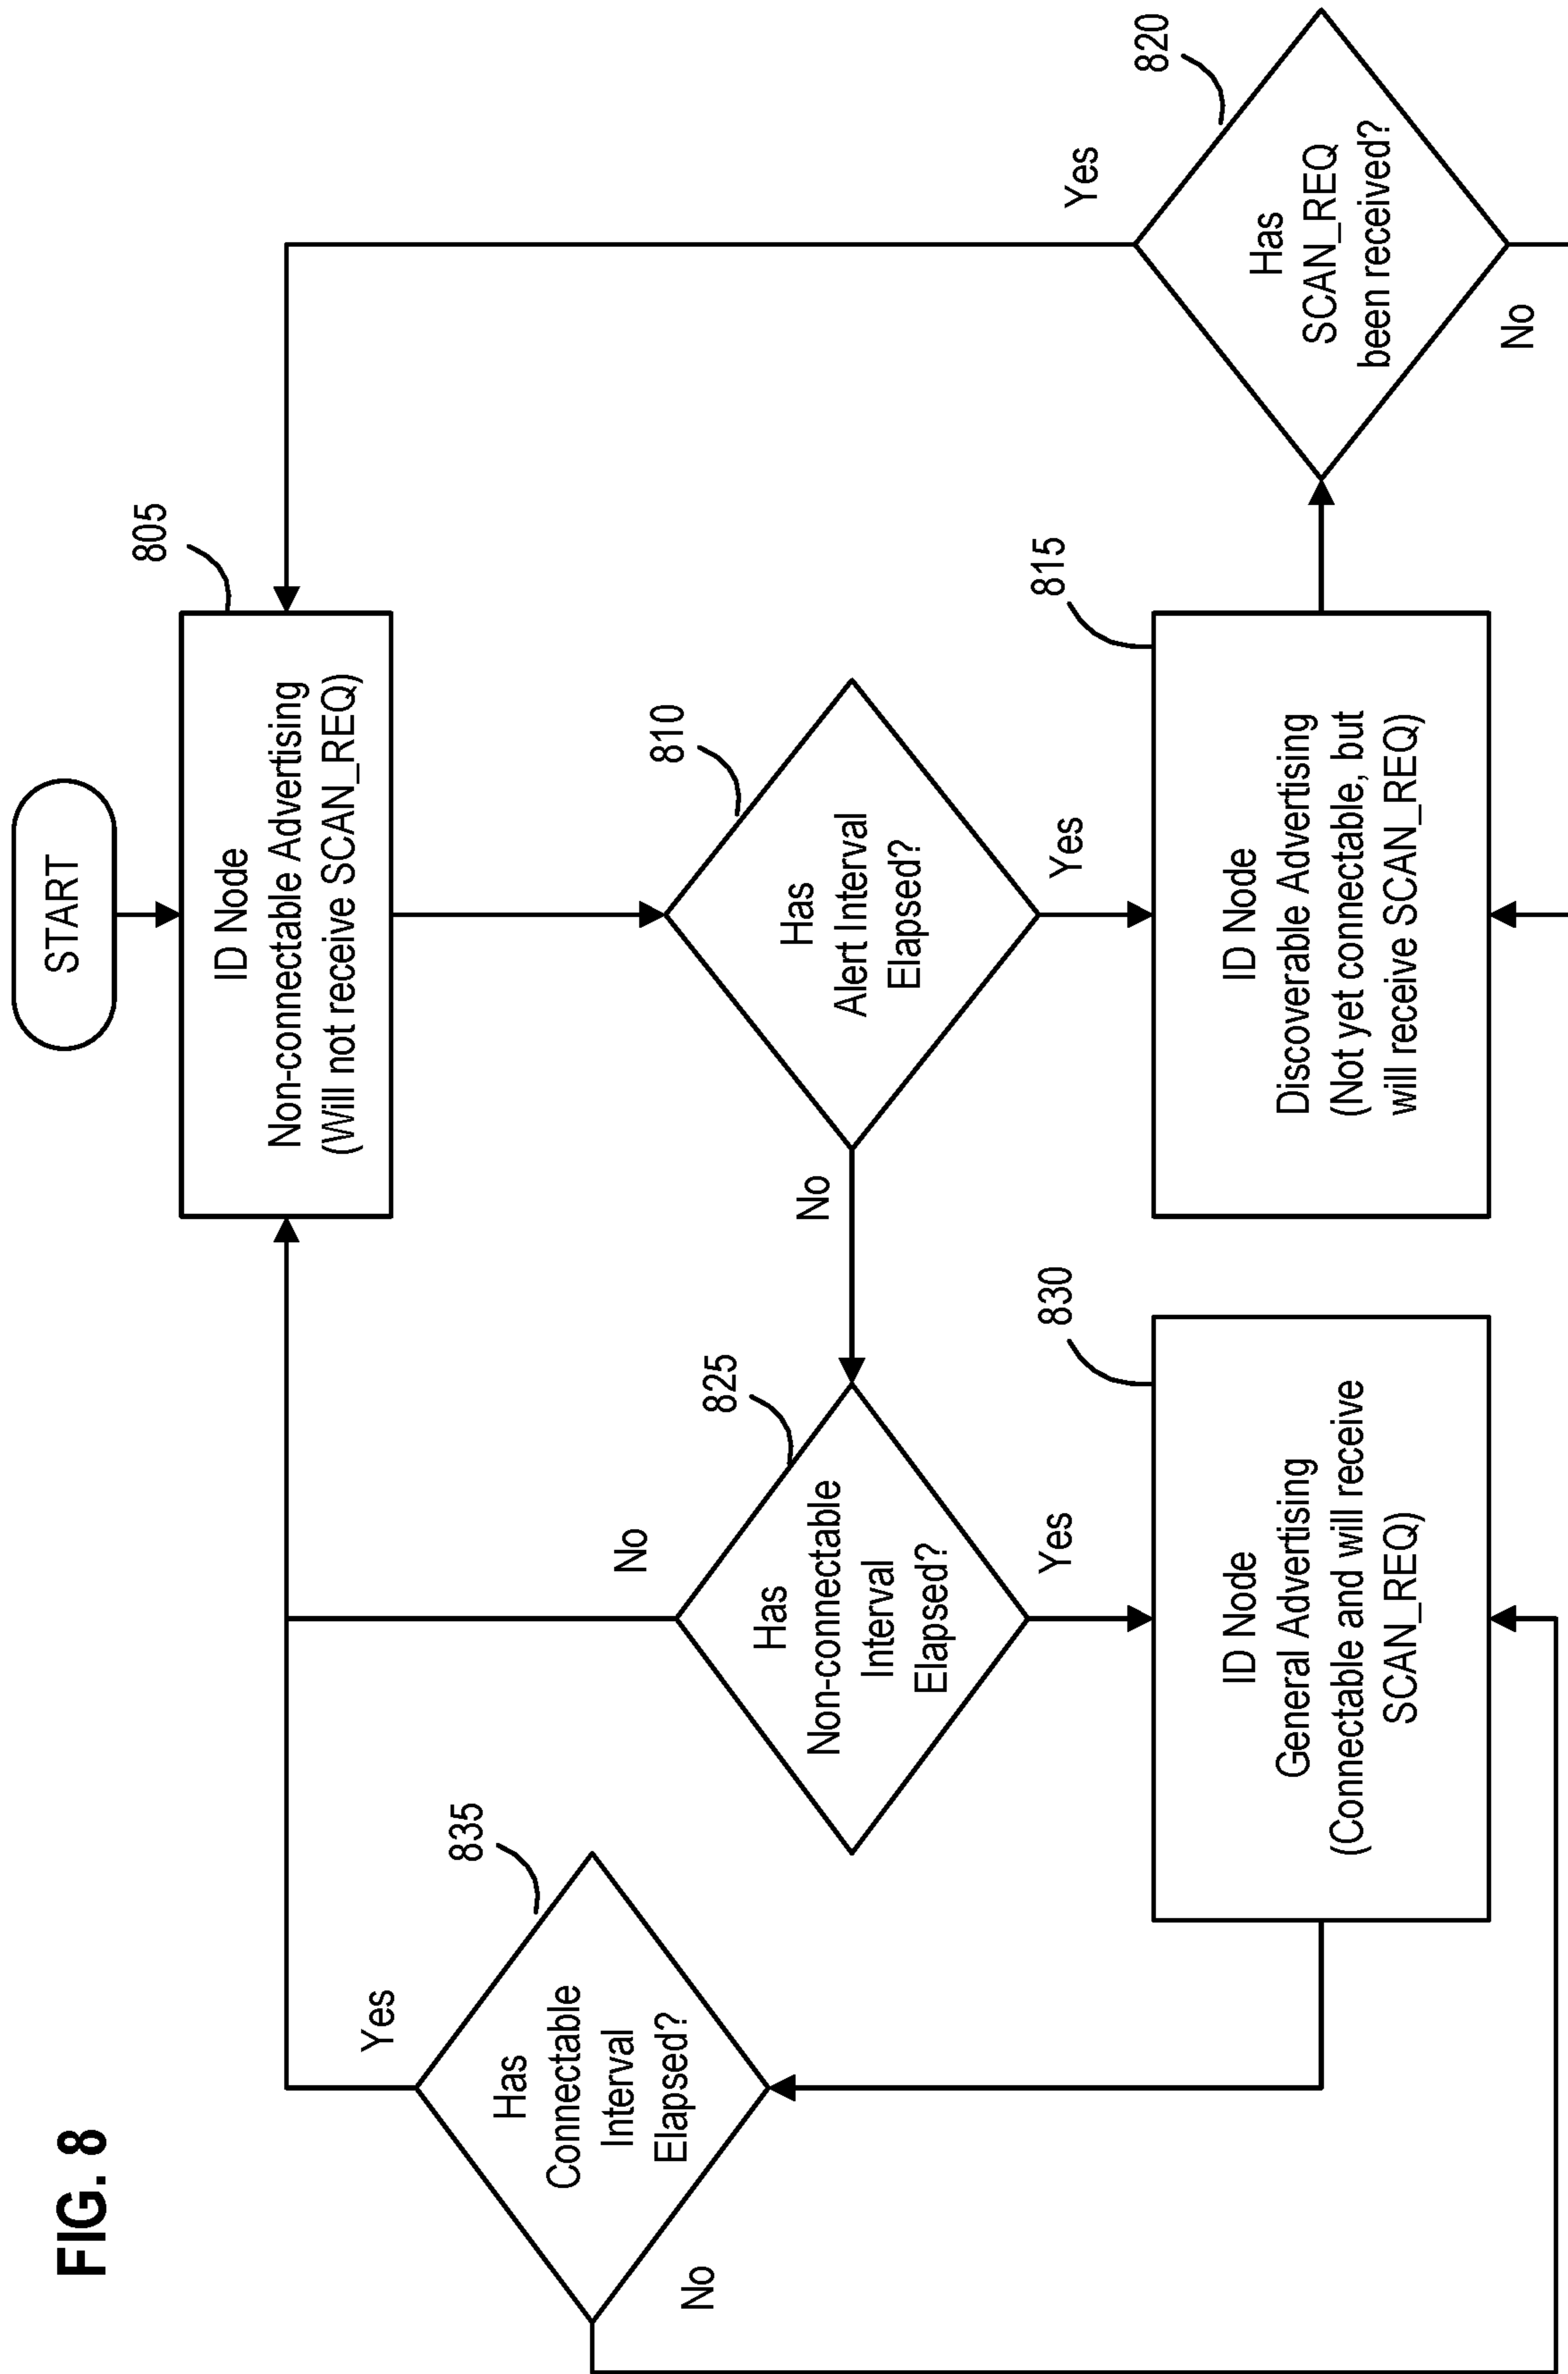 FIG. 8
START
805
ID Node
Non-connectable Advertising
(Will not receive SCAN_REQ)
810
Has
Alert Interval
Elapsed?
No
Yes
815
ID Node
Discoverable Advertising
(Not yet connectable, but
will receive SCAN_REQ)
820
Has
SCAN_REQ
been received?
Yes
No
825
Has
Non-connectable
Interval
Elapsed?
No
Yes
830
ID Node
General Advertising
(Connectable and will receive
SCAN_REQ)
835
Has
Connectable
Interval
Elapsed?
Yes
No